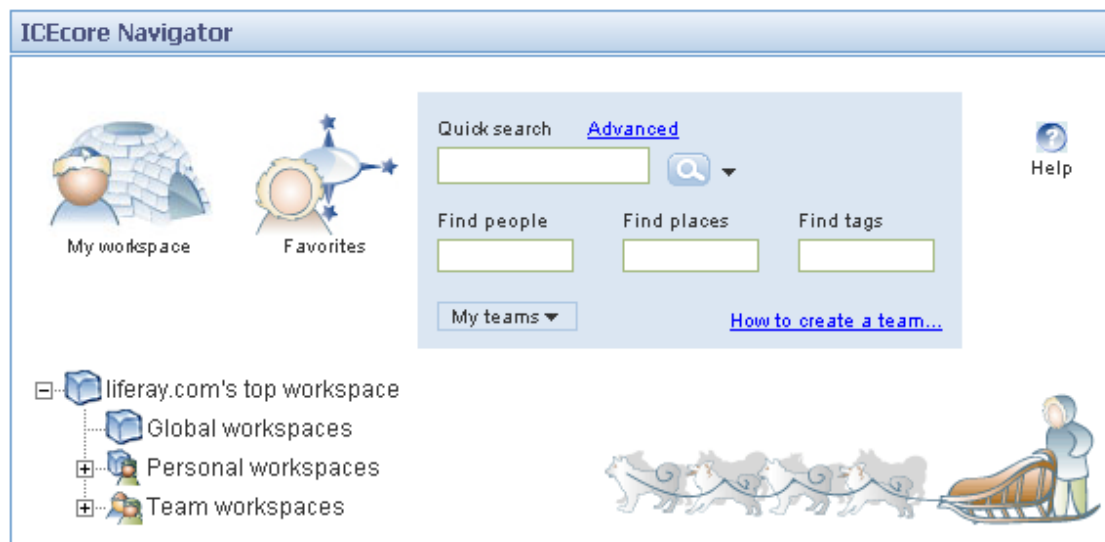 ICEcore Navigator
Quick search Advanced
Help
Find people Find places Find tags
My workspace Favorites
My teams How to create a team...
liferay.com's top workspace
Global workspaces
Personal workspaces
Team workspaces